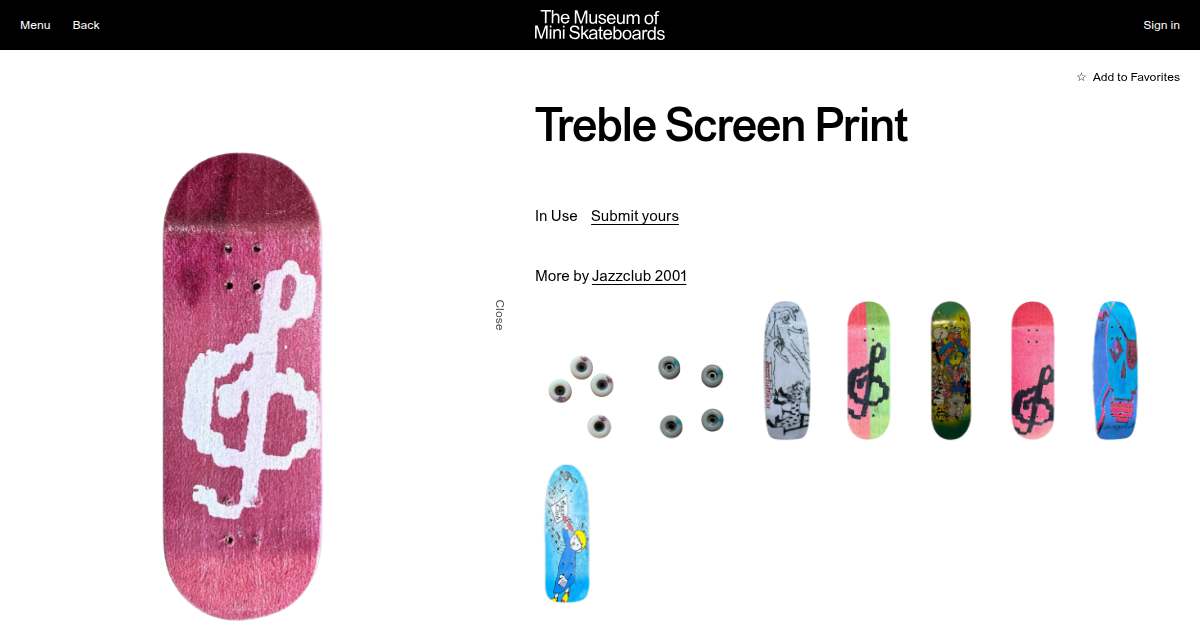 Menu
Back
The Museum of
Mini Skateboards
Sign in
☆ Add to Favorites
Treble Screen Print
In Use Submit yours
More by Jazzclub 2001
Close